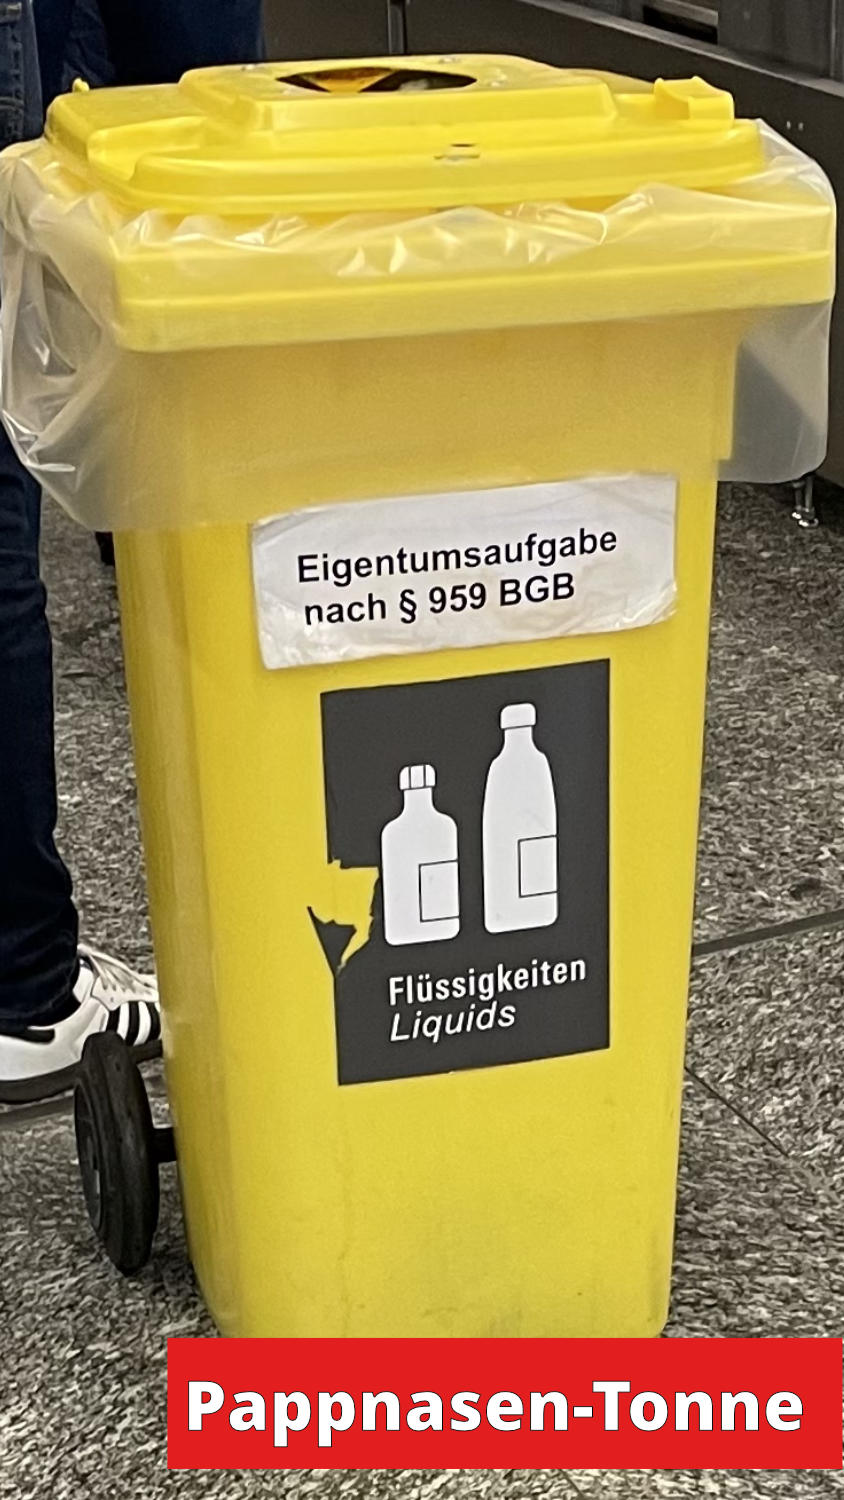 Eigentumsaufgabe
nach § 959 BGB
Flüssigkeiten
Liquids
Pappnasen-Tonne